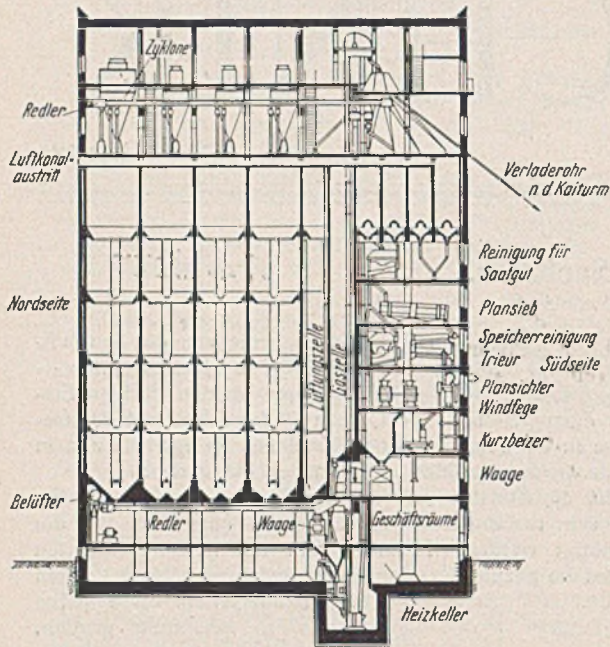 Zyklone
Redler
Luftkanal-
austritt
Verladerohr
n d Kaiturm
Reinigung für
Saatgut
Plansieb
Nordseite
Speicherreinigung
Trieur
Südseite
Plansichter
Windfege
Lüftungszelle
Gaszelle
Kurzbeizer
Waage
Belüfter
Redler
Waage
Geschäftsräume
Heizkeller